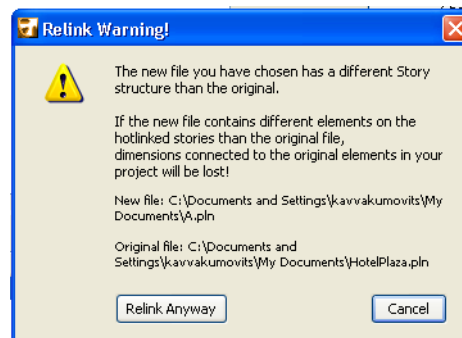 Relink Warning!
The new file you have chosen has a different Story
structure than the original.
If the new file contains different elements on the
hotlinked stories than the original file,
dimensions connected to the original elements in your
project will be lost!
New file: C:\Documents and Settings\kavvakumovits\My
Documents\A.pln
Original file: C:\Documents and
Settings\kavvakumovits\My Documents\HotelPlaza.pln
Relink Anyway
Cancel